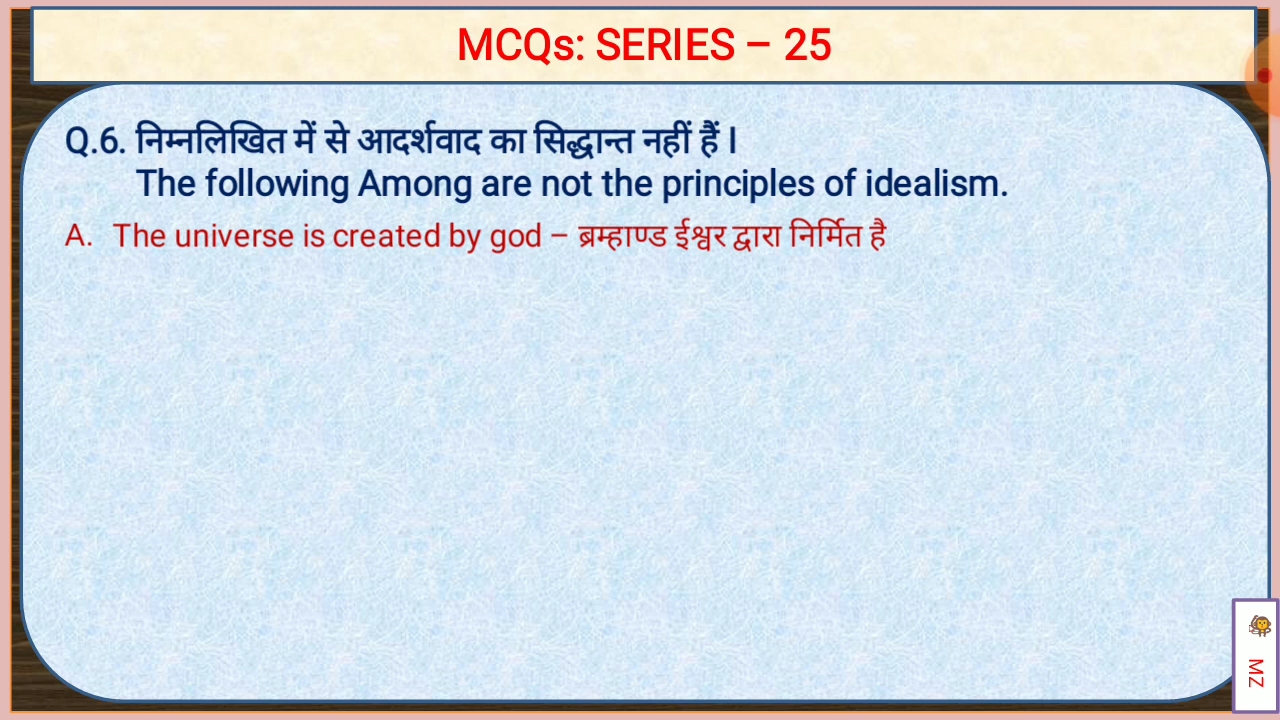 MCQs: SERIES – 25
Q.6. निम्नलिखित में से आदर्शवाद का सिद्धान्त नहीं हैं I
The following Among are not the principles of idealism.
A. The universe is created by god – ब्रम्हाण्ड ईश्वर द्वारा निर्मित है
MZ